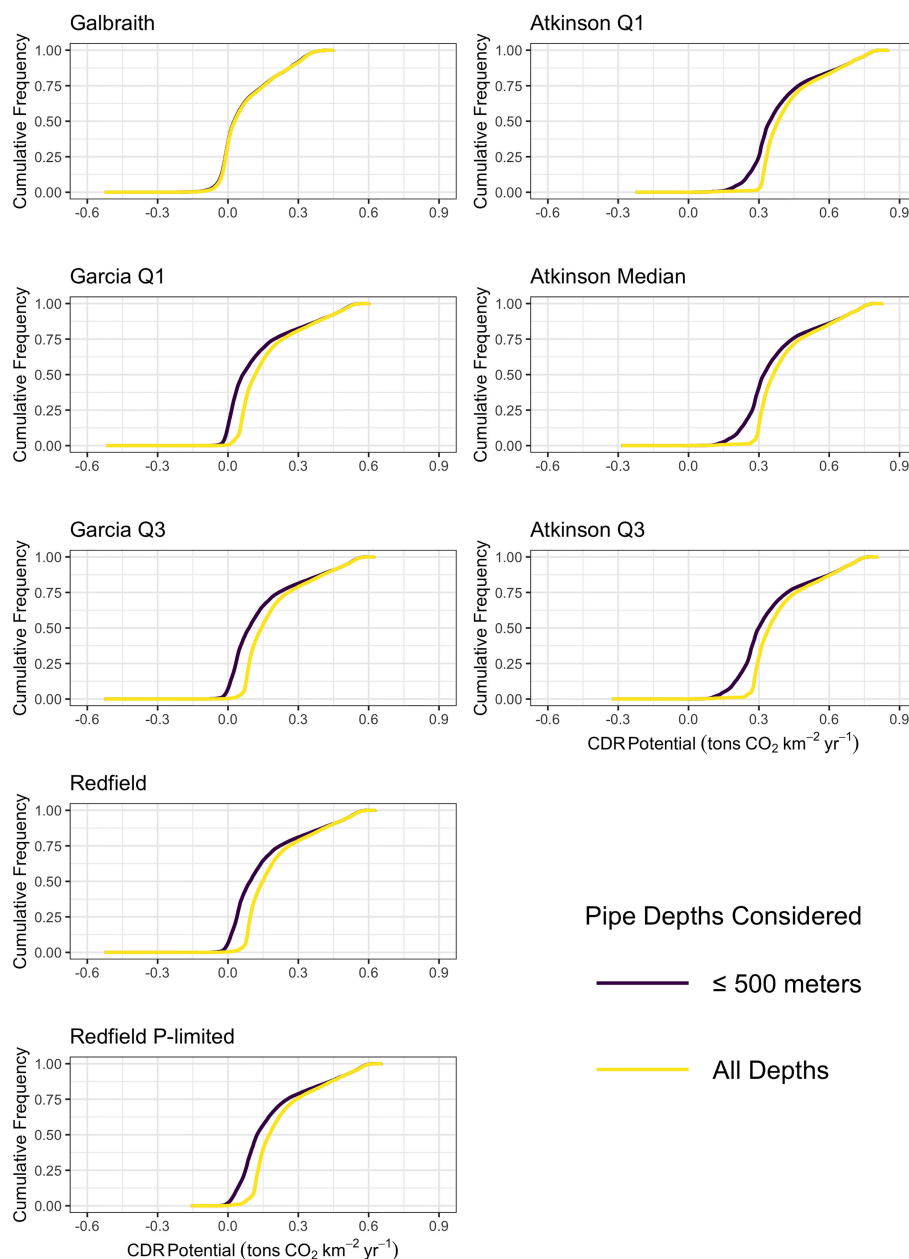 Galbraith
Cumulative Frequency
1.00
0.75
0.50
0.25
0.00
-0.6 -0.3 0.0 0.3 0.6 0.9
Atkinson Q1
Cumulative Frequency
1.00
0.75
0.50
0.25
0.00
-0.6 -0.3 0.0 0.3 0.6 0.9
Garcia Q1
Cumulative Frequency
1.00
0.75
0.50
0.25
0.00
-0.6 -0.3 0.0 0.3 0.6 0.9
Atkinson Median
Cumulative Frequency
1.00
0.75
0.50
0.25
0.00
-0.6 -0.3 0.0 0.3 0.6 0.9
Garcia Q3
Cumulative Frequency
1.00
0.75
0.50
0.25
0.00
-0.6 -0.3 0.0 0.3 0.6 0.9
Atkinson Q3
Cumulative Frequency
1.00
0.75
0.50
0.25
0.00
-0.6 -0.3 0.0 0.3 0.6 0.9
CDR Potential (tons CO₂ km⁻² yr⁻¹)
Redfield
Cumulative Frequency
1.00
0.75
0.50
0.25
0.00
-0.6 -0.3 0.0 0.3 0.6 0.9
Redfield P-limited
Cumulative Frequency
1.00
0.75
0.50
0.25
0.00
-0.6 -0.3 0.0 0.3 0.6 0.9
CDR Potential (tons CO₂ km⁻² yr⁻¹)
Pipe Depths Considered
≤ 500 meters
All Depths